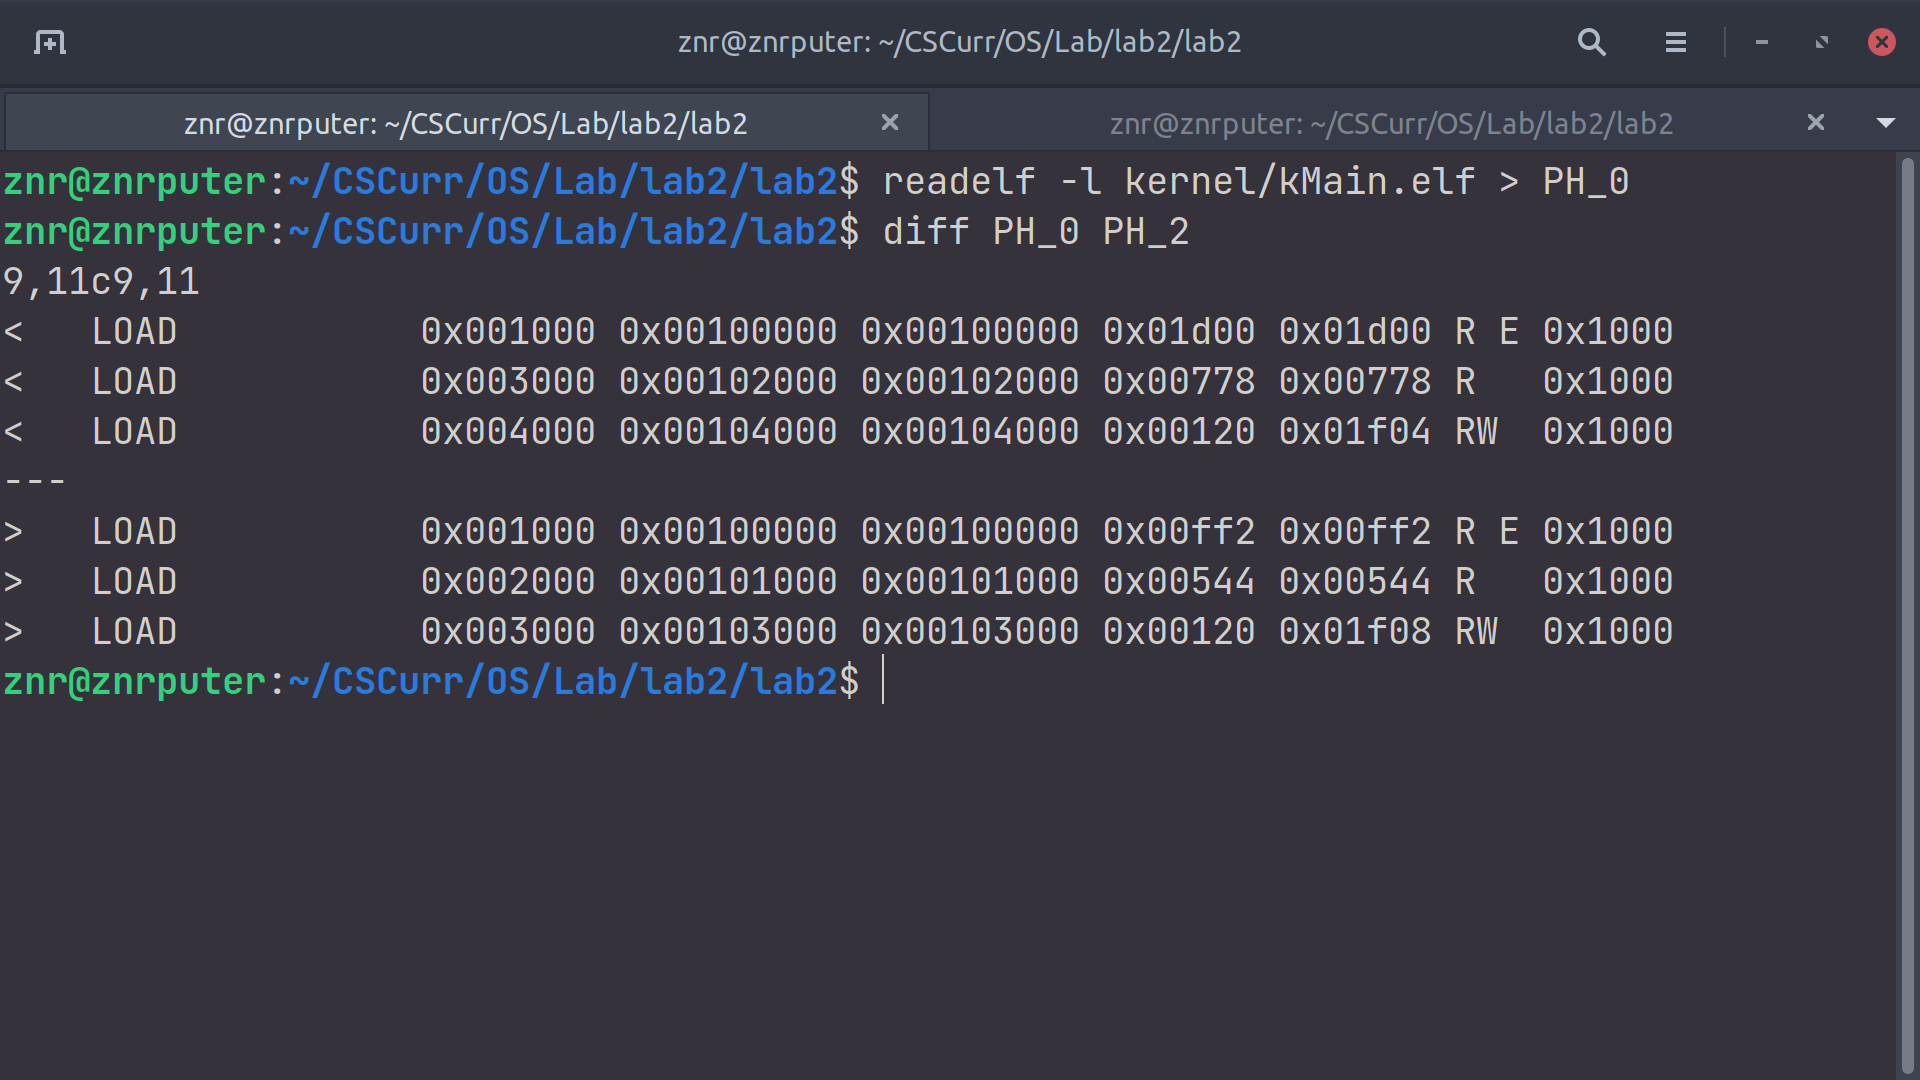 znr@znrputer: ~/CSCurr/OS/Lab/lab2/lab2
znr@znrputer: ~/CSCurr/OS/Lab/lab2/lab2
znr@znrputer: ~/CSCurr/OS/Lab/lab2/lab2
znr@znrputer:~/CSCurr/OS/Lab/lab2/lab2$ readelf -l kernel/kMain.elf > PH_0
znr@znrputer:~/CSCurr/OS/Lab/lab2/lab2$ diff PH_0 PH_2
9,11c9,11
<   LOAD           0x001000 0x00100000 0x00100000 0x01d00 0x01d00 R E 0x1000
<   LOAD           0x003000 0x00102000 0x00102000 0x00778 0x00778 R   0x1000
<   LOAD           0x004000 0x00104000 0x00104000 0x00120 0x01f04 RW  0x1000
---
>   LOAD           0x001000 0x00100000 0x00100000 0x00ff2 0x00ff2 R E 0x1000
>   LOAD           0x002000 0x00101000 0x00101000 0x00544 0x00544 R   0x1000
>   LOAD           0x003000 0x00103000 0x00103000 0x00120 0x01f08 RW  0x1000
znr@znrputer:~/CSCurr/OS/Lab/lab2/lab2$